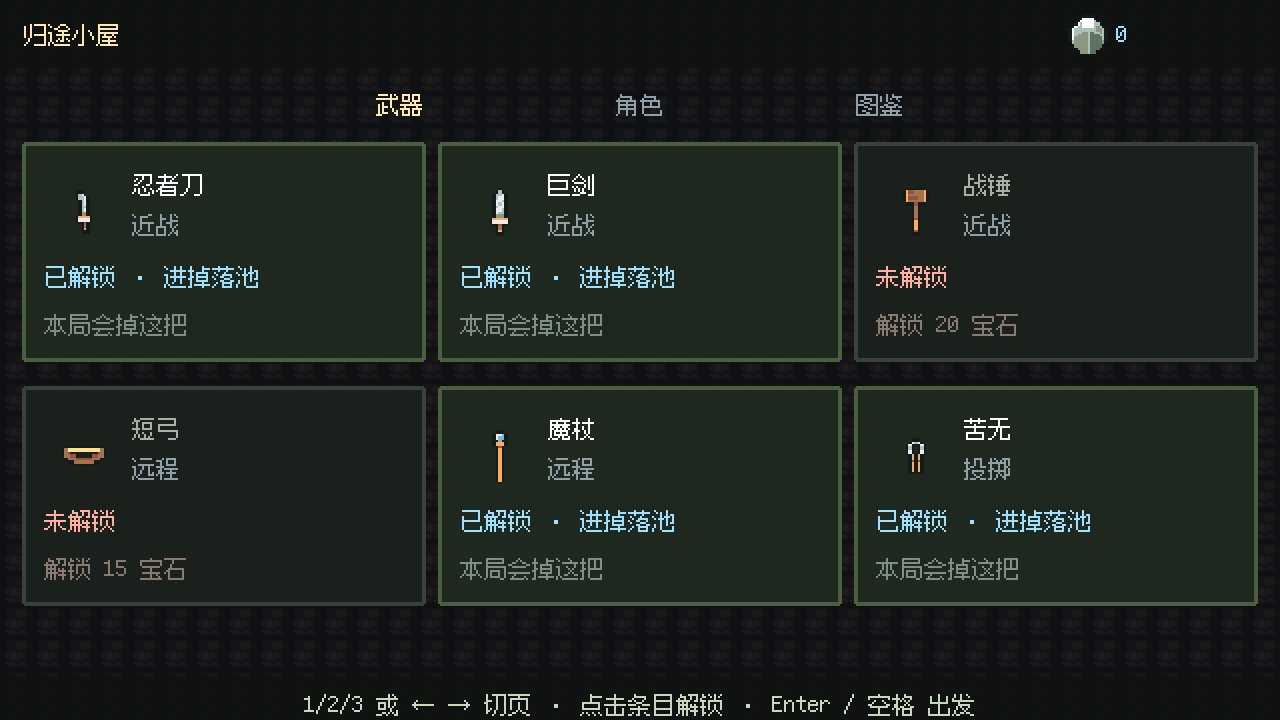 归途小屋
0
武器 角色 图鉴
忍者刀
近战
已解锁 · 进掉落池
本局会掉这把
巨剑
近战
已解锁 · 进掉落池
本局会掉这把
战锤
近战
未解锁
解锁 20 宝石
短弓
远程
未解锁
解锁 15 宝石
魔杖
远程
已解锁 · 进掉落池
本局会掉这把
苦无
投掷
已解锁 · 进掉落池
本局会掉这把
1/2/3 或 ← → 切页 · 点击条目解锁 · Enter / 空格 出发